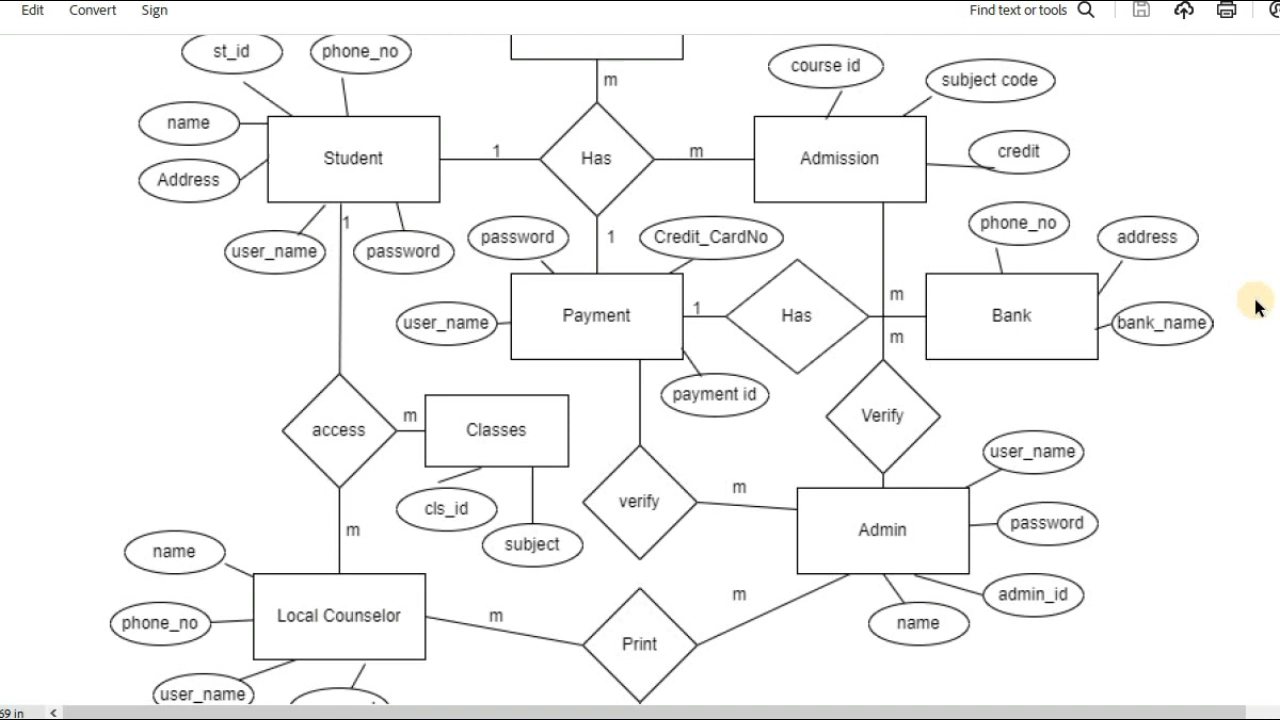 Edit Convert Sign Find text or tools
st_id
phone_no
m
course id
subject code
name
Student
1
Has
m
Admission
credit
Address
1
user_name
password
password
1
Credit_CardNo
phone_no
address
m
user_name
Payment
1
Has
Bank
bank_name
m
payment id
access
m
Classes
Verify
user_name
cls_id
m
verify
password
m
subject
Admin
name
m
admin_id
phone_no
Local Counselor
m
Print
name
user_name
69 in